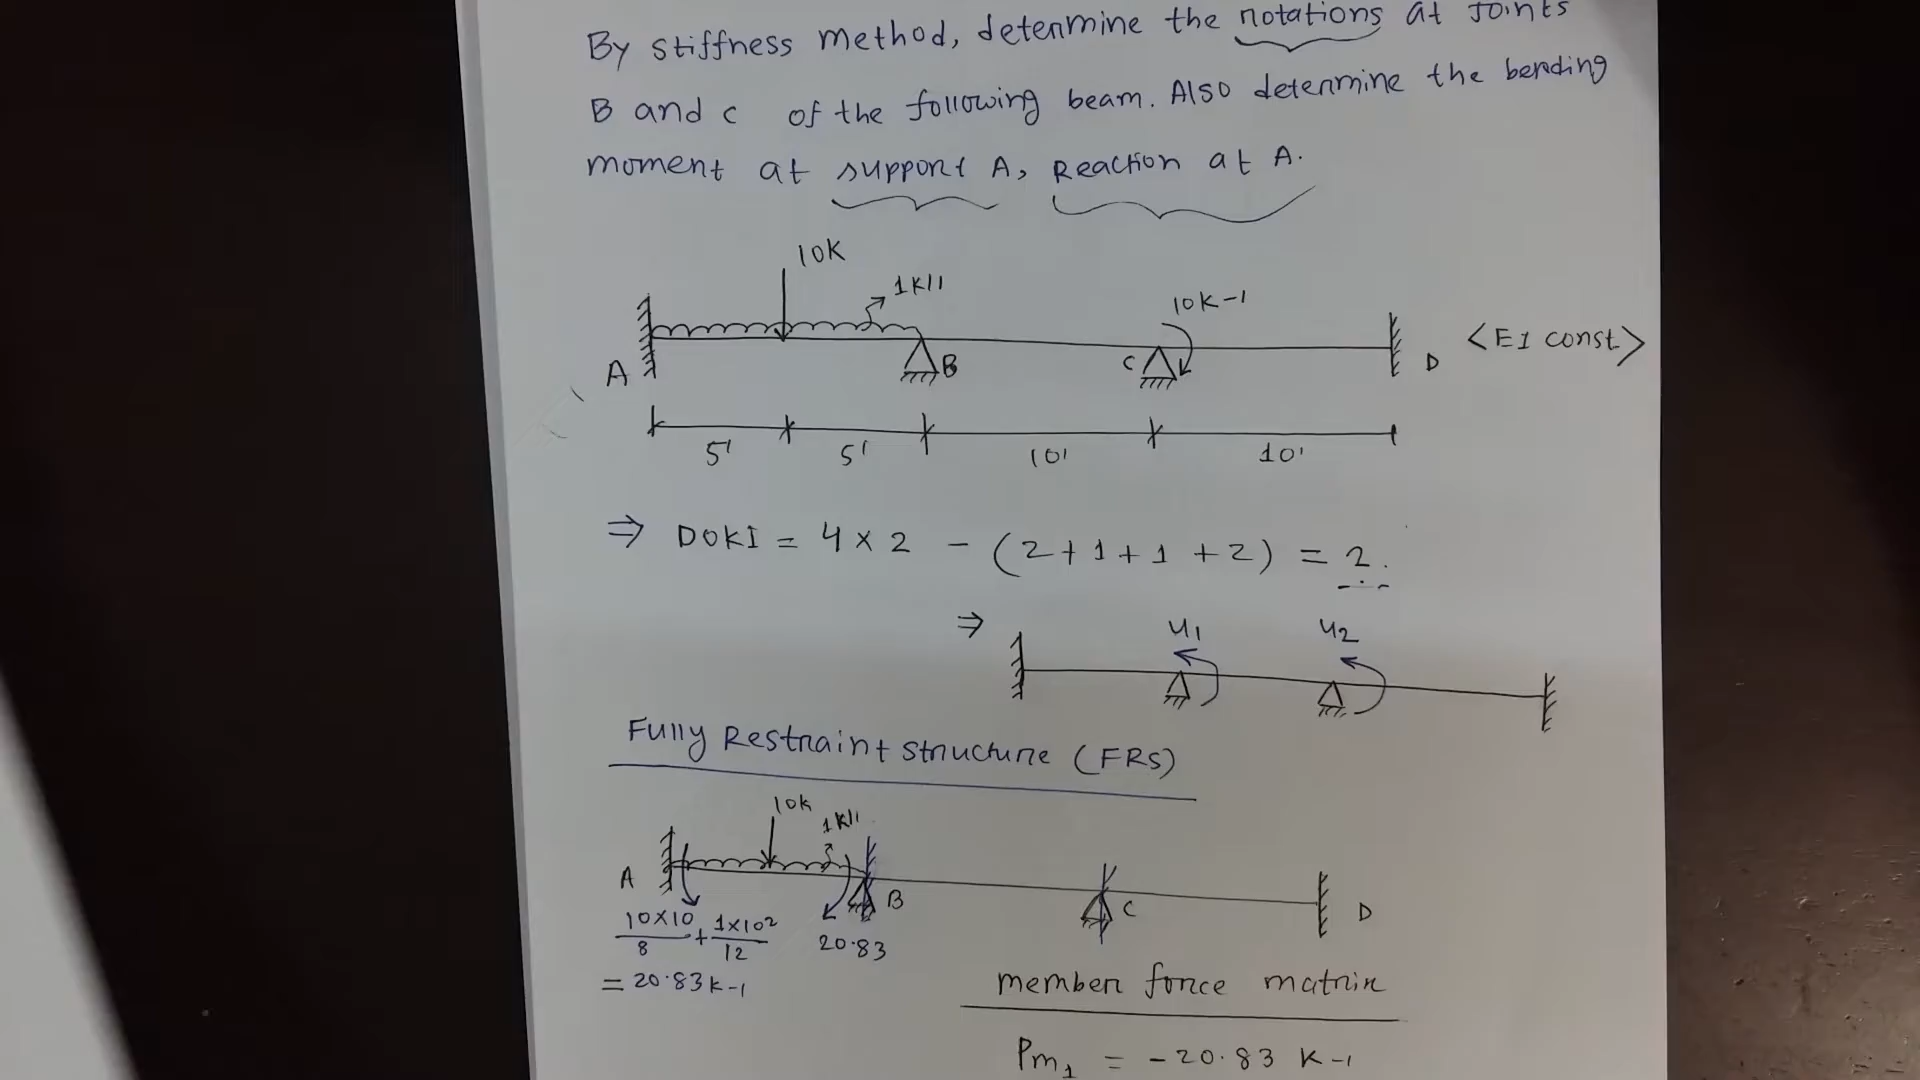 By stiffness method, determine the rotations at Joints
B and C of the following beam. Also determine the bending
moment at support A, Reaction at A.
10K
1K/'
10K-'
A
B
C
D
<EI const>
5'
5'
10'
10'
⇒ DOKI = 4 × 2 - (2+1+1+2) = 2.
⇒
u1
u2
Fully Restraint structure (FRS)
10K
1K/'
A
B
C
D
10×10/8 + 1×10²/12
20.83
= 20.83 K-'
member force matrix
Pm1 = -20.83 K-'